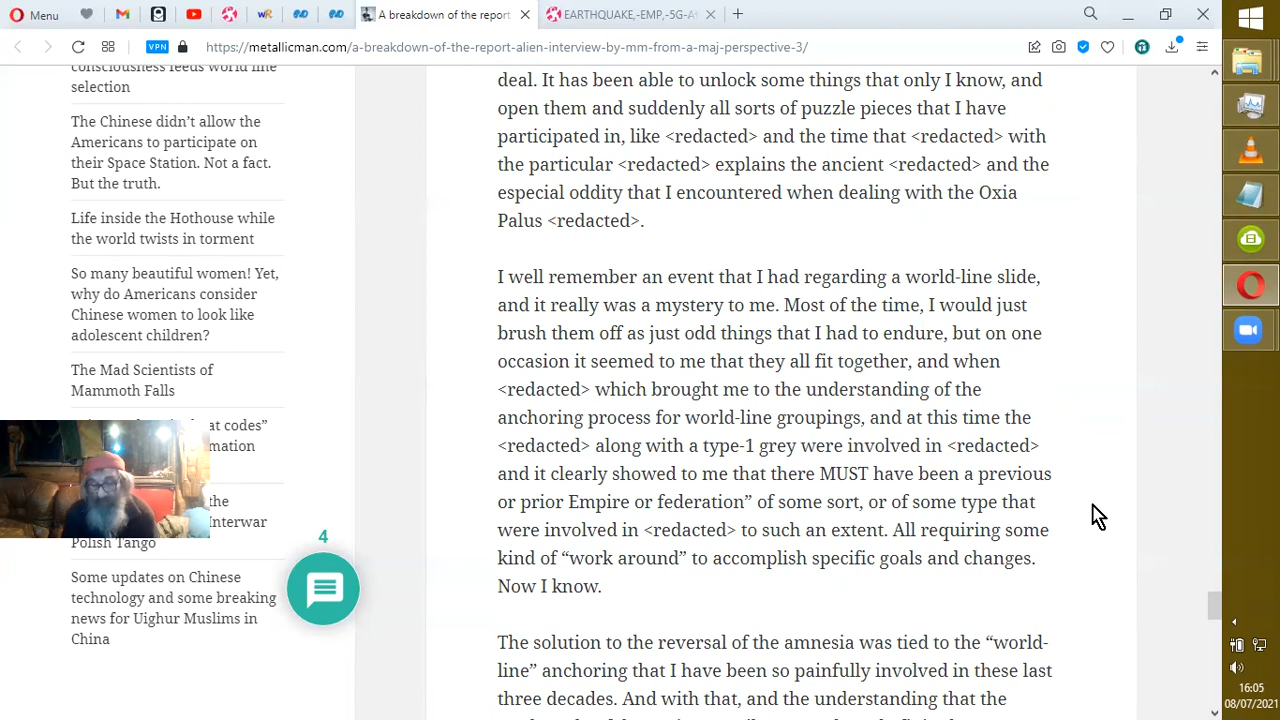 Menu
A breakdown of the report
EARTHQUAKE,-EMP,-5G-A
VPN
https://metallicman.com/a-breakdown-of-the-report-alien-interview-by-mm-from-a-maj-perspective-3/
consciousness feeds world line
selection
The Chinese didn’t allow the
Americans to participate on
their Space Station. Not a fact.
But the truth.
Life inside the Hothouse while
the world twists in torment
So many beautiful women! Yet,
why do Americans consider
Chinese women to look like
adolescent children?
The Mad Scientists of
Mammoth Falls
at codes”
mation
the
Interwar
Polish Tango
Some updates on Chinese
technology and some breaking
news for Uighur Muslims in
China
4
deal. It has been able to unlock some things that only I know, and
open them and suddenly all sorts of puzzle pieces that I have
participated in, like <redacted> and the time that <redacted> with
the particular <redacted> explains the ancient <redacted> and the
especial oddity that I encountered when dealing with the Oxia
Palus <redacted>.
I well remember an event that I had regarding a world-line slide,
and it really was a mystery to me. Most of the time, I would just
brush them off as just odd things that I had to endure, but on one
occasion it seemed to me that they all fit together, and when
<redacted> which brought me to the understanding of the
anchoring process for world-line groupings, and at this time the
<redacted> along with a type-1 grey were involved in <redacted>
and it clearly showed to me that there MUST have been a previous
or prior Empire or federation” of some sort, or of some type that
were involved in <redacted> to such an extent. All requiring some
kind of “work around” to accomplish specific goals and changes.
Now I know.
The solution to the reversal of the amnesia was tied to the “world-
line” anchoring that I have been so painfully involved in these last
three decades. And with that, and the understanding that the
16:05
08/07/2021